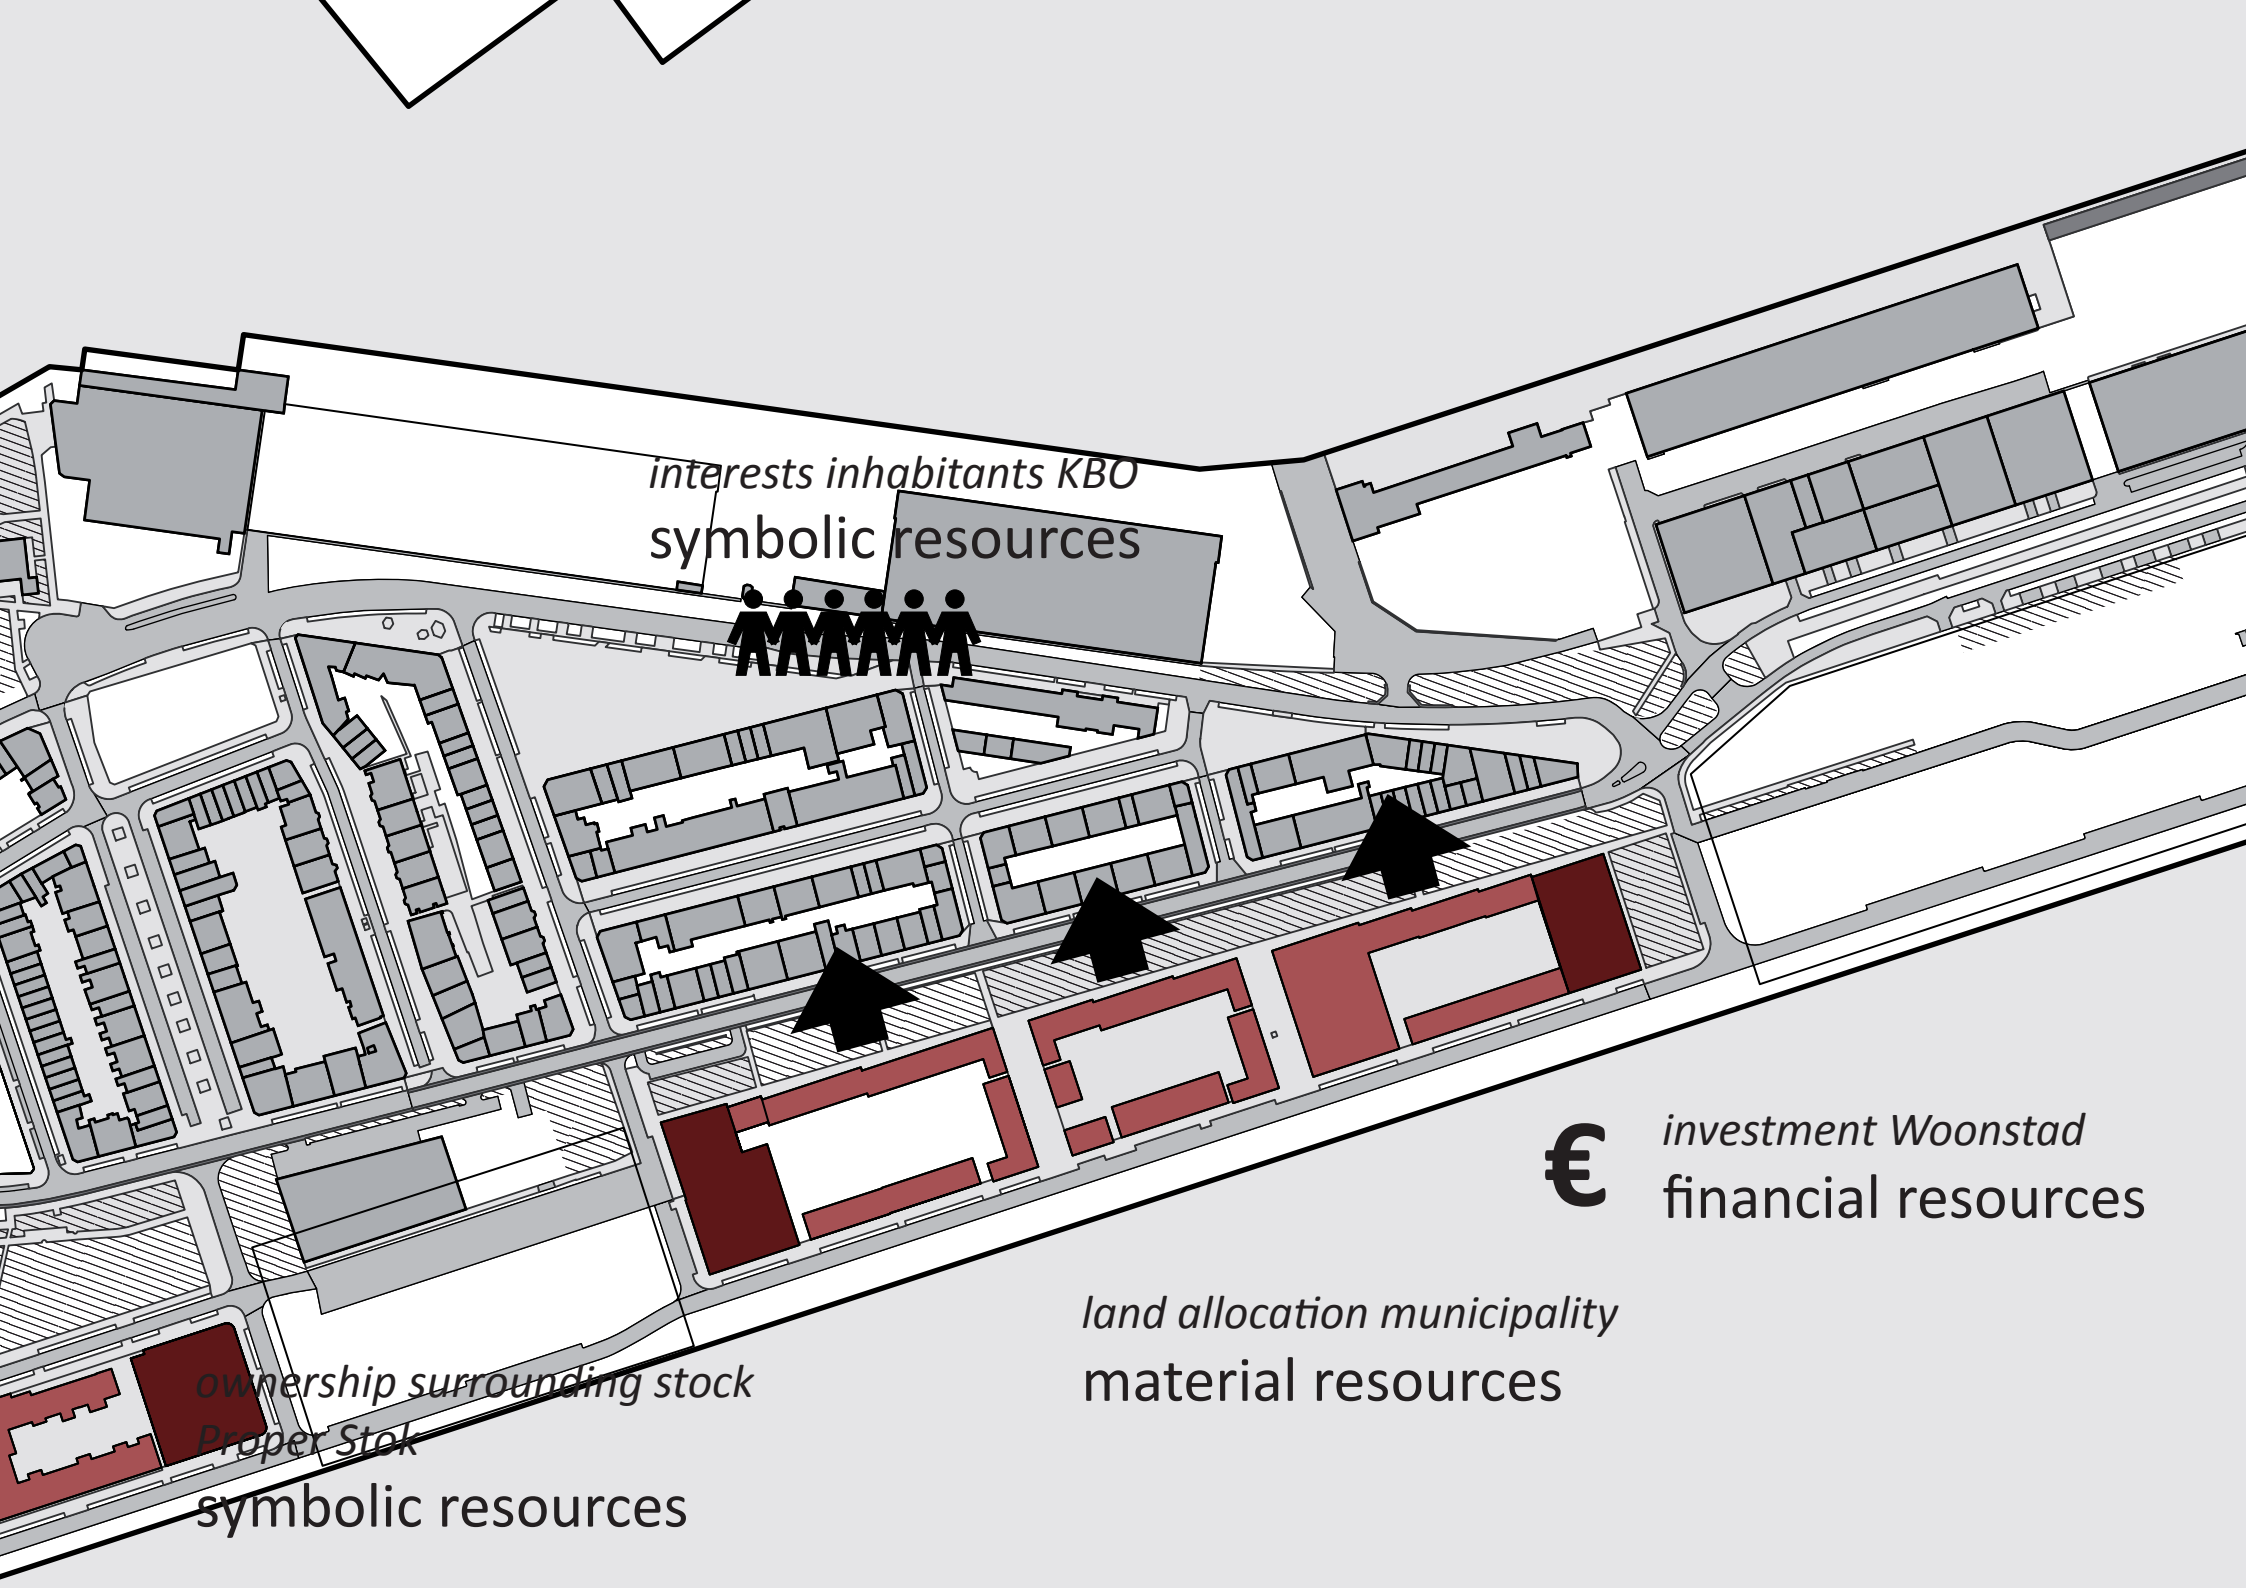 interests inhabitants KBO
symbolic resources
€
investment Woonstad
financial resources
land allocation municipality
material resources
ownership surrounding stock
Proper Stok
symbolic resources